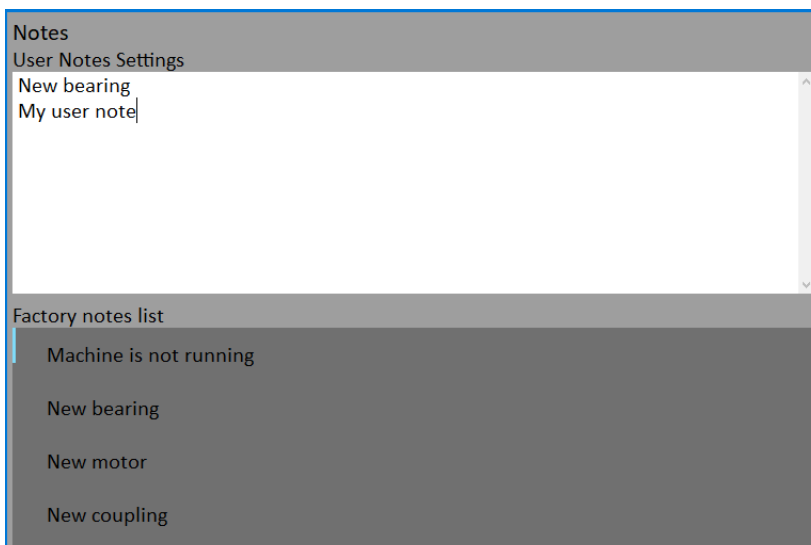 Notes
User Notes Settings
New bearing
My user note
Factory notes list
Machine is not running
New bearing
New motor
New coupling